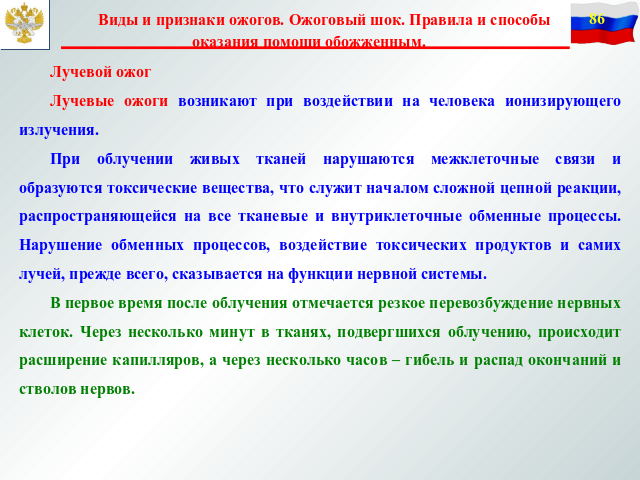 Виды и признаки ожогов. Ожоговый шок. Правила и способы
оказания помощи обожженным.
86
Лучевой ожог
Лучевые ожоги возникают при воздействии на человека ионизирующего
излучения.
При облучении живых тканей нарушаются межклеточные связи и
образуются токсические вещества, что служит началом сложной цепной реакции,
распространяющейся на все тканевые и внутриклеточные обменные процессы.
Нарушение обменных процессов, воздействие токсических продуктов и самих
лучей, прежде всего, сказывается на функции нервной системы.
В первое время после облучения отмечается резкое перевозбуждение нервных
клеток. Через несколько минут в тканях, подвергшихся облучению, происходит
расширение капилляров, а через несколько часов – гибель и распад окончаний и
стволов нервов.